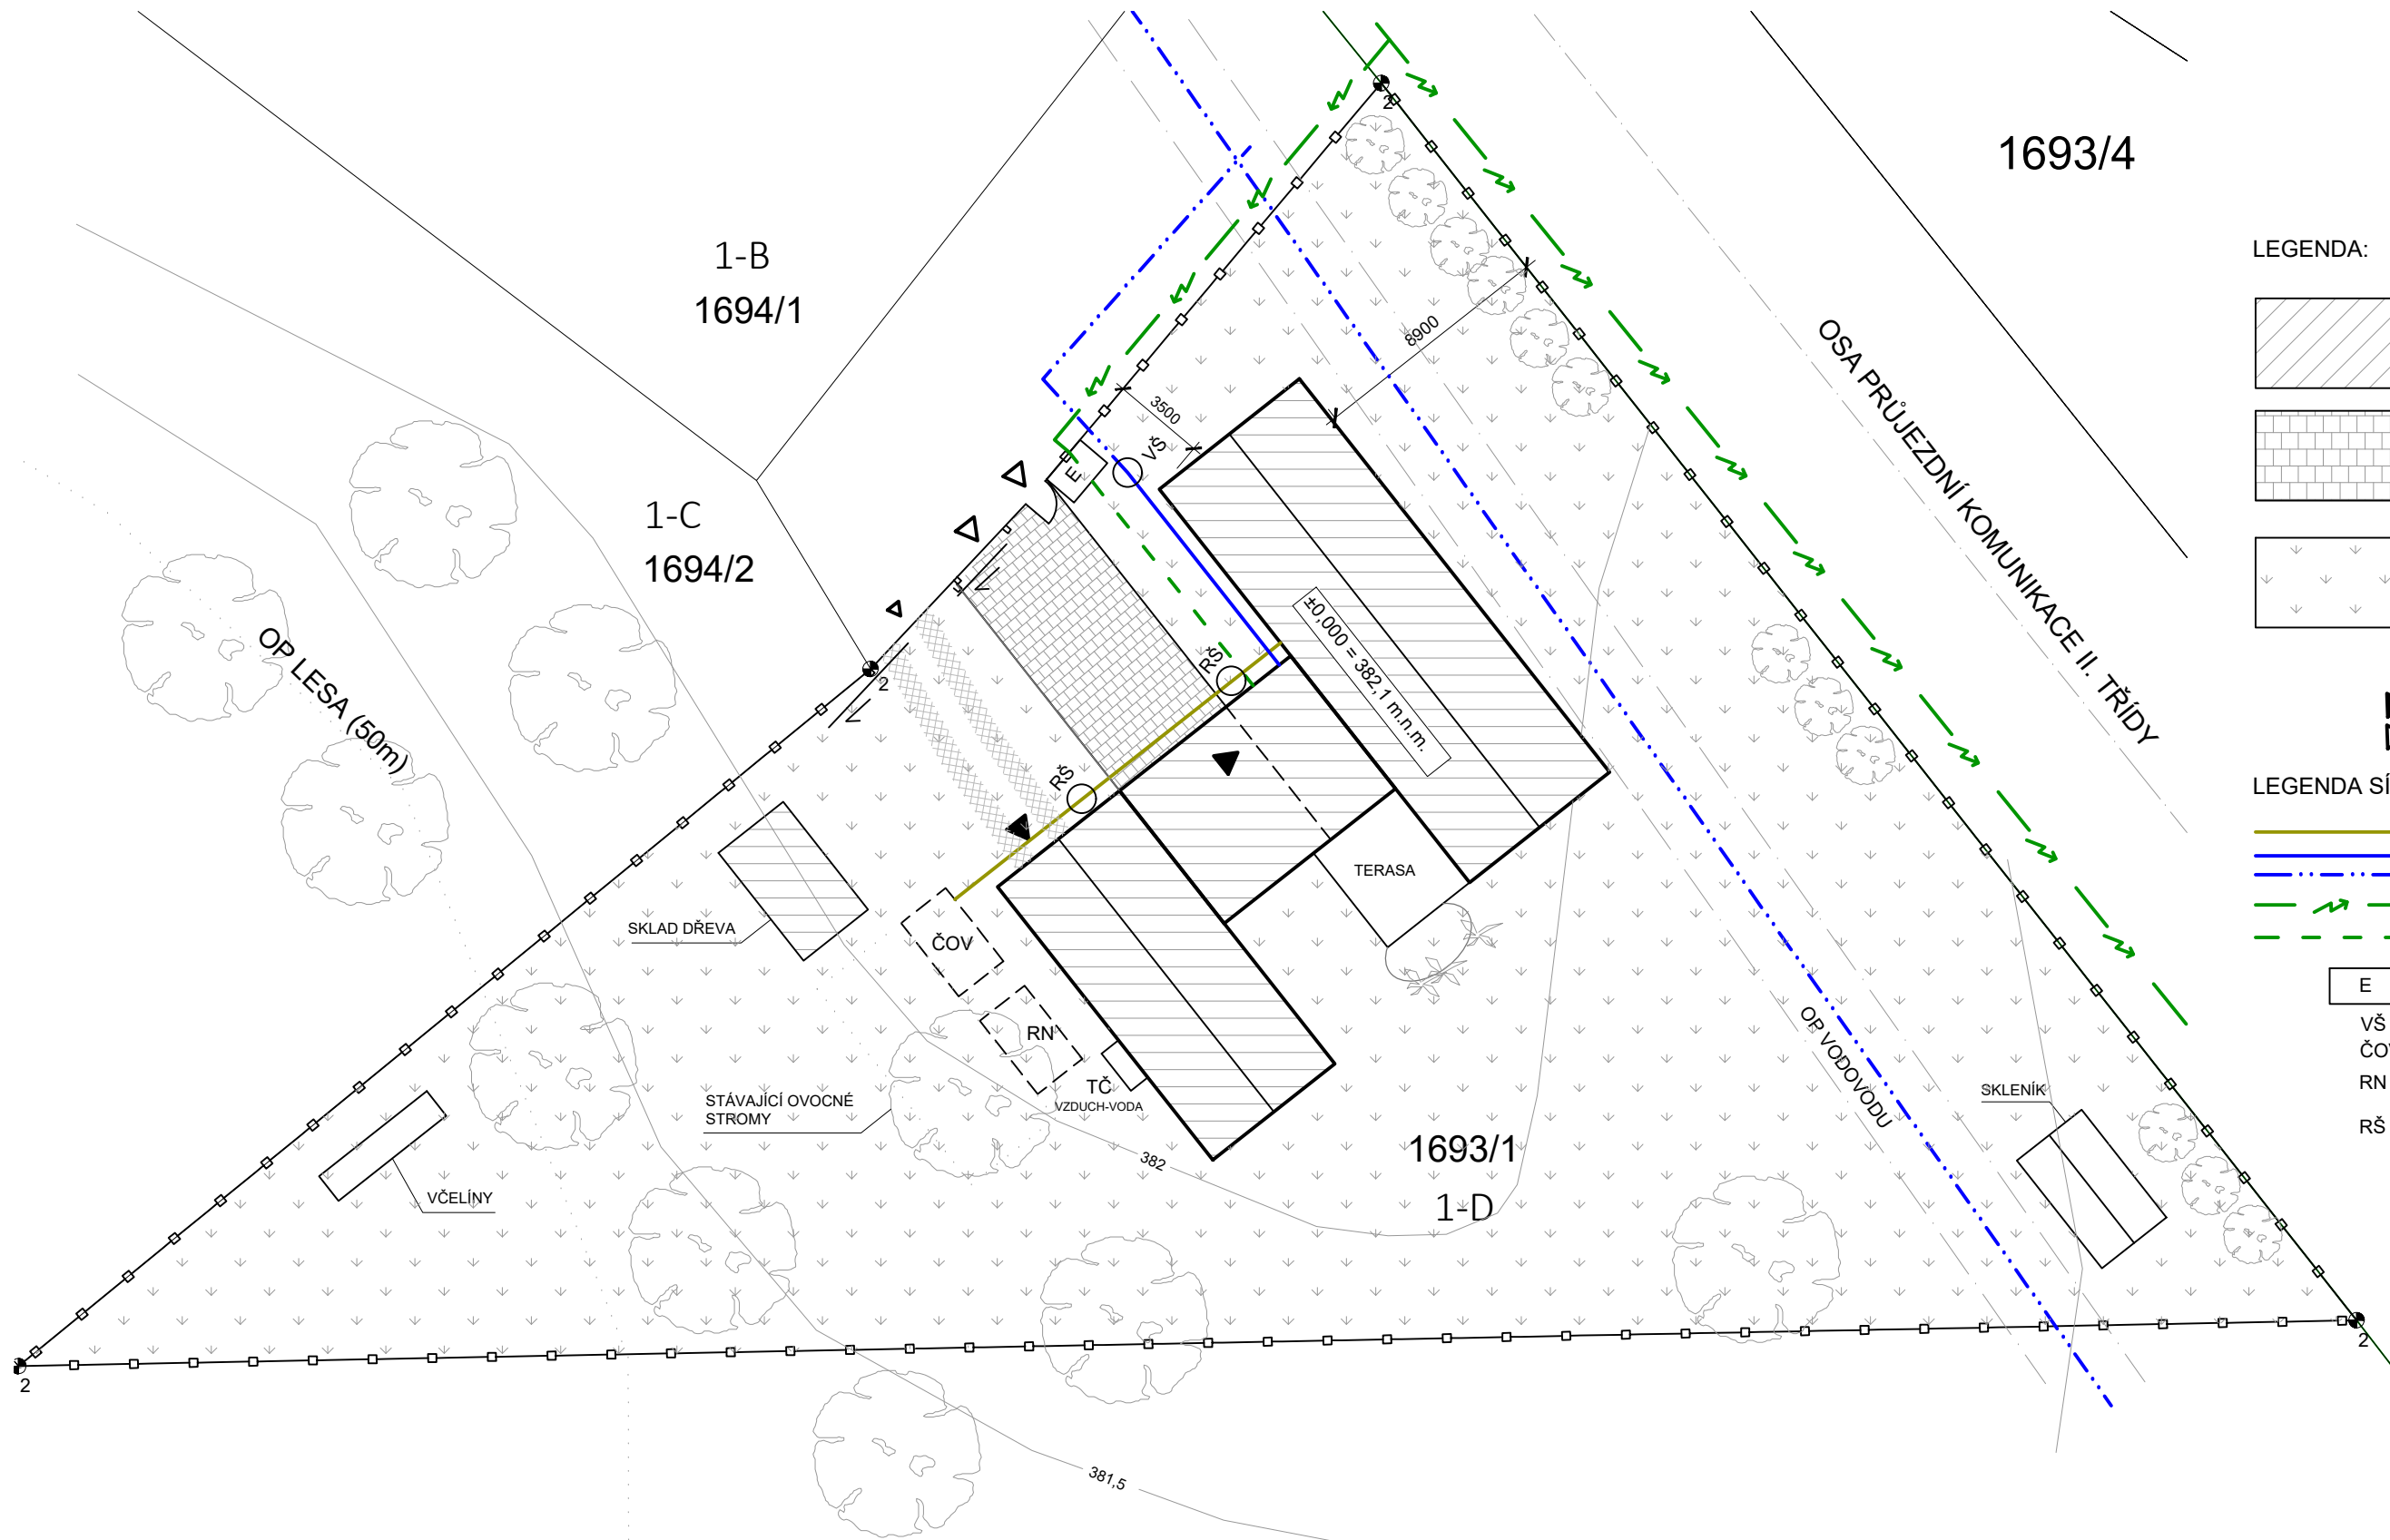 2
1693/4
1-B
1694/1
LEGENDA:
8900
OSA PRŮJEZDNÍ KOMUNIKACE II. TŘÍDY
3500
VŠ
E
1-C
1694/2
±0,000 = 382,1 m.n.m.
OP LESA (50m)
RŠ
2
RŠ
LEGENDA SÍ
TERASA
SKLAD DŘEVA
ČOV
E
OP VODOVODU
VŠ
RN
ČOV
TČ
VZDUCH-VODA
RN
SKLENÍK
STÁVAJÍCÍ OVOCNÉ
STROMY
RŠ
1693/1
382
VČELÍNY
1-D
2
2
381,5